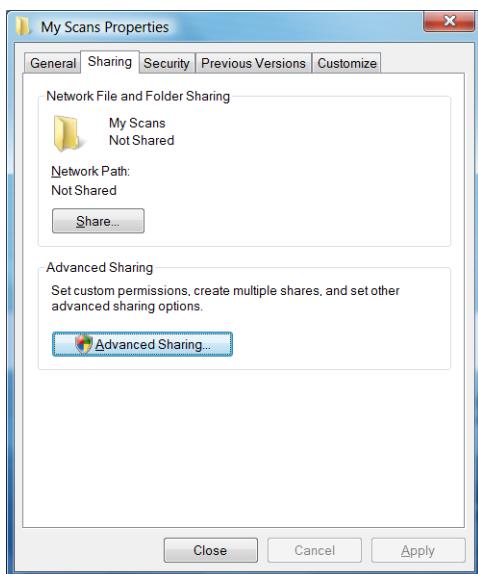 My Scans Properties
General Sharing Security Previous Versions Customize
Network File and Folder Sharing
My Scans
Not Shared
Network Path:
Not Shared
Share...
Advanced Sharing
Set custom permissions, create multiple shares, and set other
advanced sharing options.
Advanced Sharing...
Close Cancel Apply